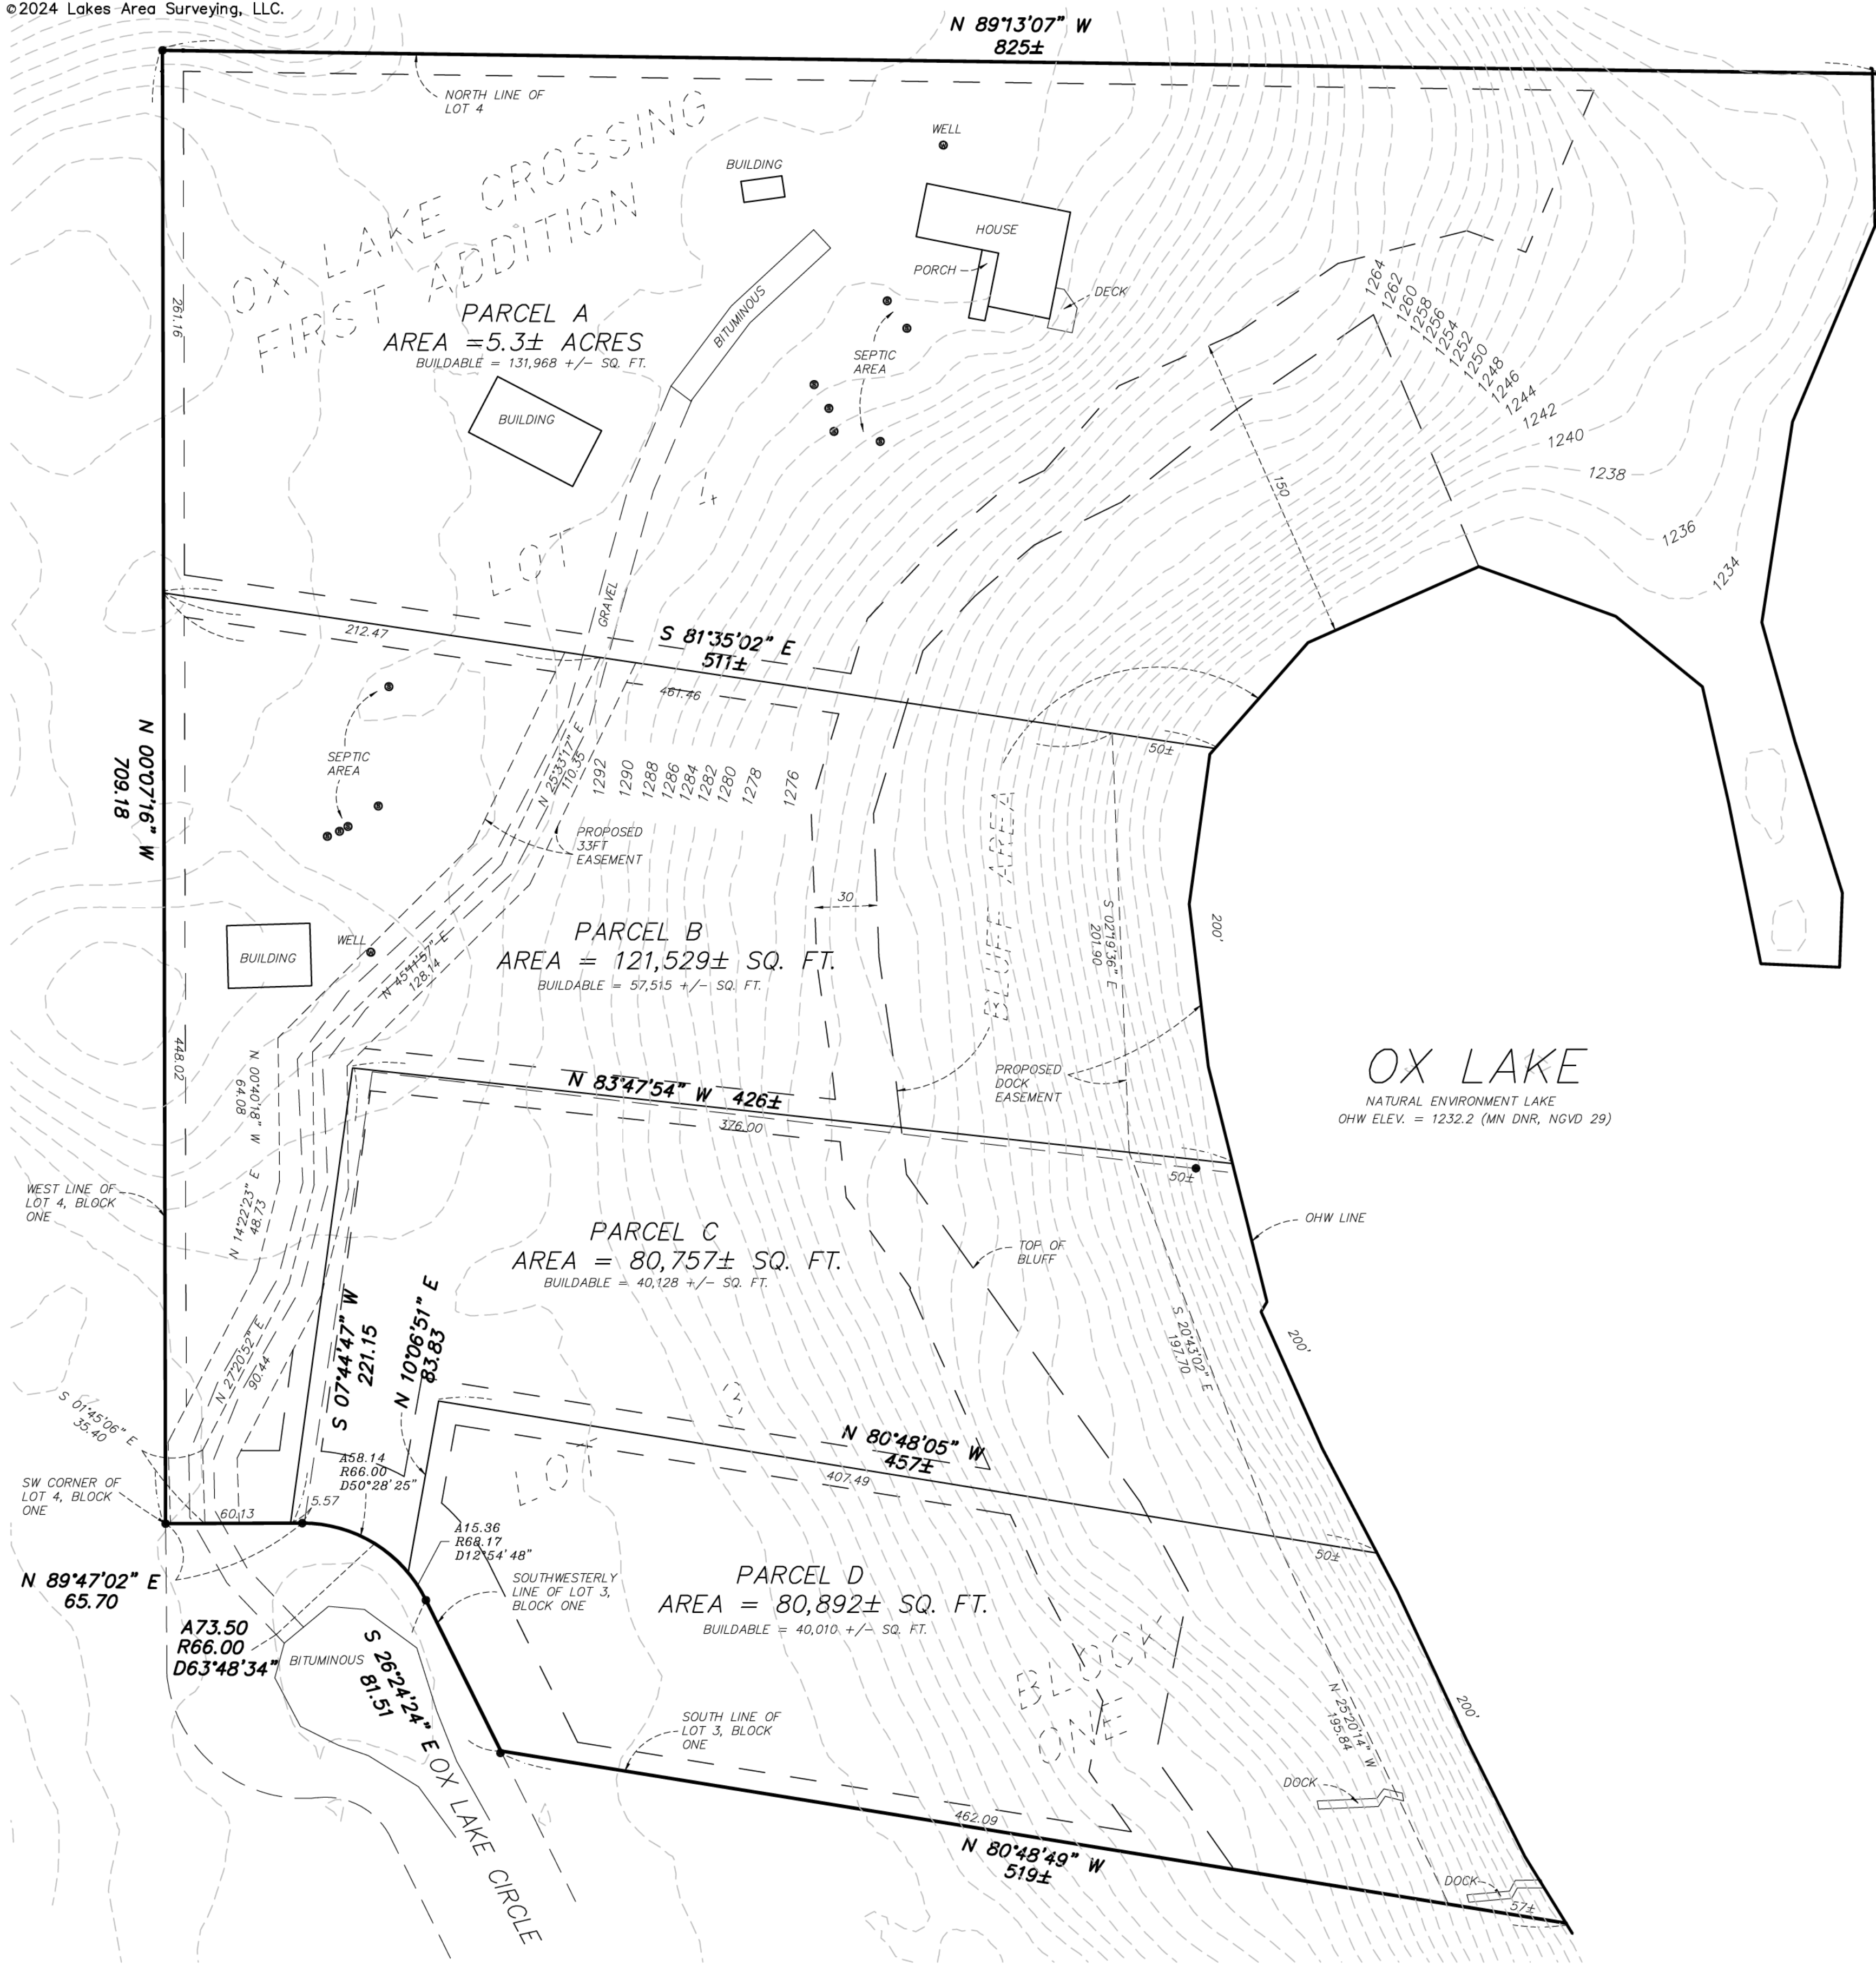 ©2024 Lakes Area Surveying, LLC.
N 89°13'07" W
825±
NORTH LINE OF
LOT 4
OX LAKE CROSSING
FIRST ADDITION
WELL
BUILDING
HOUSE
PORCH
DECK
BITUMINOUS
SEPTIC
AREA
261.16
PARCEL A
AREA =5.3± ACRES
BUILDABLE = 131,968 +/- SQ. FT.
BUILDING
LOT 4
GRAVEL
1264
1262
1260
1258
1256
1254
1252
1250
1248
1246
1244
1242
1240
1238
1236
1234
150
212.47
S 81°35'02" E
511±
461.46
50±
N 00°07'16" W
709.18
SEPTIC
AREA
N 25°33'17" E
110.35
1292
1290
1288
1286
1284
1282
1280
1278
1276
PROPOSED
33FT
EASEMENT
30
BLUFF AREA
S 02°19'36" E
201.90
200'
BUILDING
WELL
N 45°41'57" E
128.14
PARCEL B
AREA = 121,529± SQ. FT.
BUILDABLE = 57,515 +/- SQ. FT.
448.02
N 00°40'18" W
64.08
N 83°47'54" W 426±
376.00
50±
PROPOSED
DOCK
EASEMENT
OX LAKE
NATURAL ENVIRONMENT LAKE
OHW ELEV. = 1232.2 (MN DNR, NGVD 29)
WEST LINE OF
LOT 4, BLOCK
ONE
N 14°22'23" E
48.73
PARCEL C
AREA = 80,757± SQ. FT.
BUILDABLE = 40,128 +/- SQ. FT.
TOP OF
BLUFF
OHW LINE
S 07°44'47" W
221.15
N 10°06'51" E
83.83
N 27°20'52" E
90.44
S 20°43'02" E
197.70
200'
S 01°45'06" E
35.40
SW CORNER OF
LOT 4, BLOCK
ONE
60.13
5.57
A58.14
R66.00
D50°28'25"
LOT 3
N 80°48'05" W
457±
407.49
50±
A15.36
R68.17
D12°54'48"
N 89°47'02" E
65.70
SOUTHWESTERLY
LINE OF LOT 3,
BLOCK ONE
PARCEL D
AREA = 80,892± SQ. FT.
BUILDABLE = 40,010 +/- SQ. FT.
A73.50
R66.00
D63°48'34"
BITUMINOUS
S 26°24'24" E
81.51
BLOCK
ONE
SOUTH LINE OF
LOT 3, BLOCK
ONE
N 25°20'14" W
195.84
200'
DOCK
OX LAKE CIRCLE
462.09
N 80°48'49" W
519±
DOCK
57±